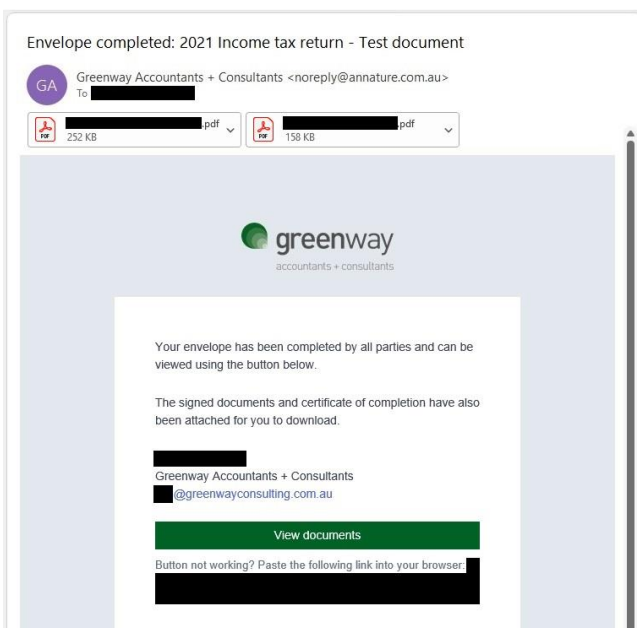 Envelope completed: 2021 Income tax return - Test document
GA
Greenway Accountants + Consultants <noreply@annature.com.au>
To
PDF
.pdf
252 KB
PDF
.pdf
158 KB
greenway
accountants + consultants
Your envelope has been completed by all parties and can be
viewed using the button below.
The signed documents and certificate of completion have also
been attached for you to download.
Greenway Accountants + Consultants
@greenwayconsulting.com.au
View documents
Button not working? Paste the following link into your browser: